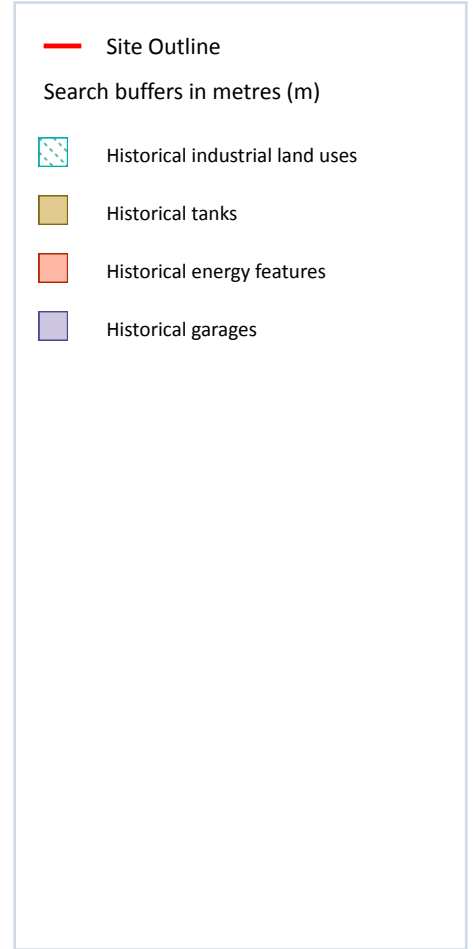 Site Outline
Search buffers in metres (m)
Historical industrial land uses
Historical tanks
Historical energy features
Historical garages